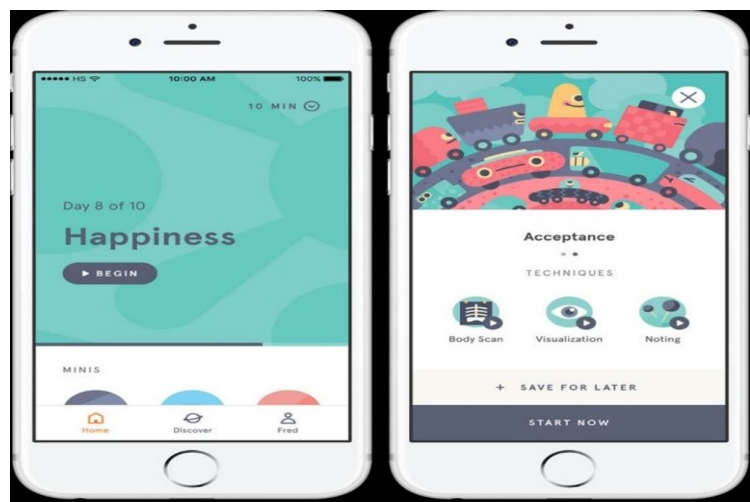 HS 10:00 AM 100%
10 MIN
Day 8 of 10
Happiness
BEGIN
MINIS
Home Discover Fred
Acceptance
TECHNIQUES
Body Scan Visualization Noting
+ SAVE FOR LATER
START NOW